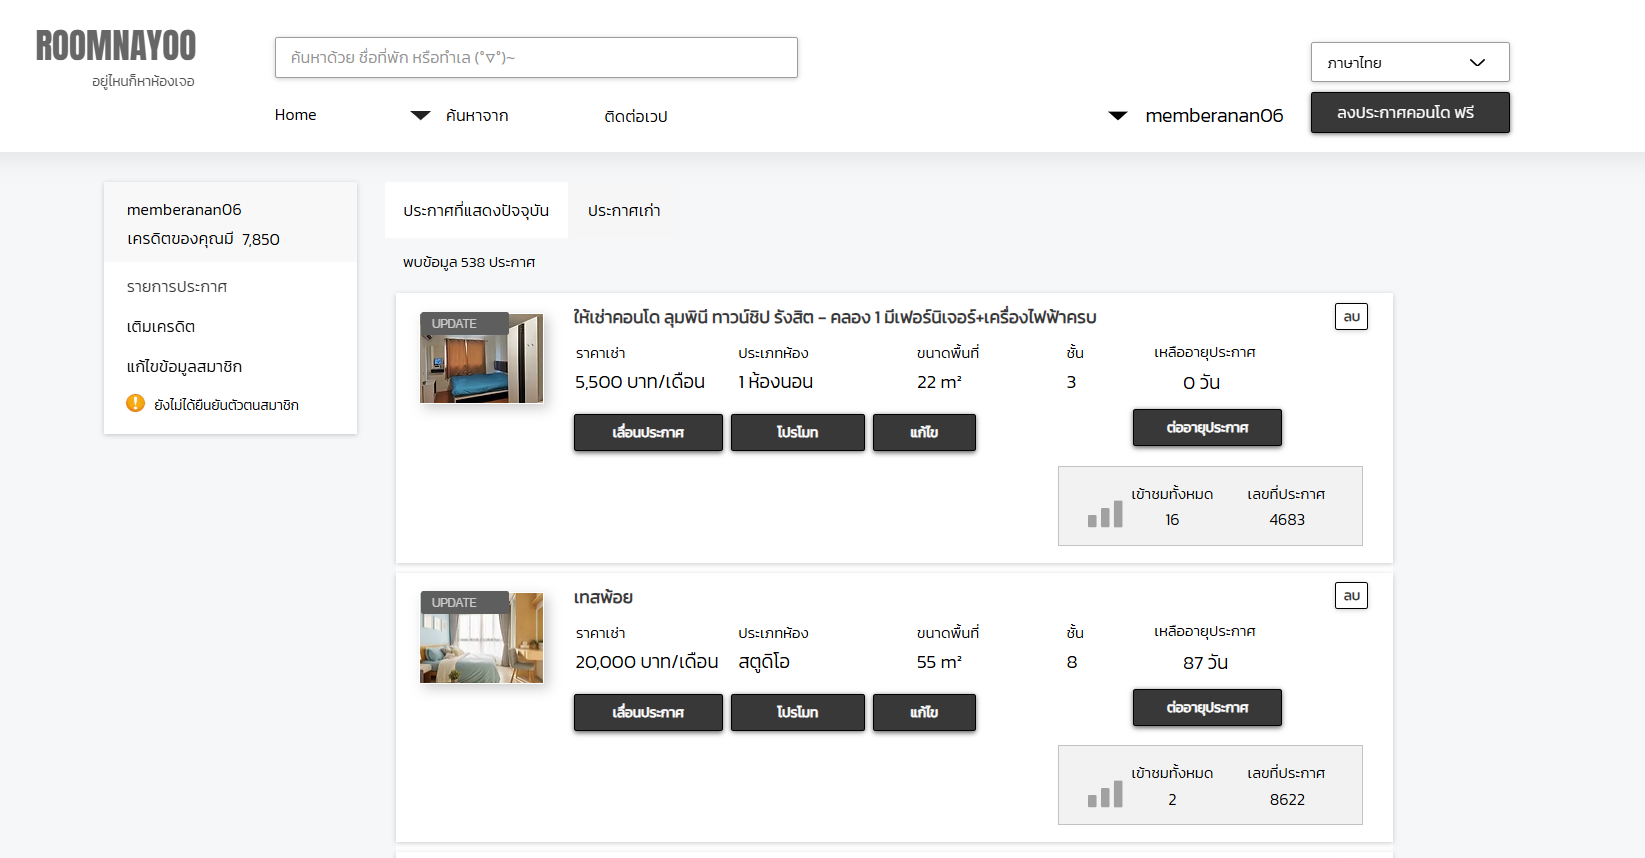 ROOMNAYOO
อยู่ไหนก็หาห้องเจอ
ค้นหาด้วย ชื่อที่พัก หรือทำเล (˚▽˚)~
ภาษาไทย
Home
ค้นหาจาก
ติดต่อเวป
memberanan06
ลงประกาศคอนโด ฟรี
memberanan06
เครดิตของคุณมี 7,850
รายการประกาศ
เติมเครดิต
แก้ไขข้อมูลสมาชิก
ยังไม่ได้ยืนยันตัวตนสมาชิก
ประกาศที่แสดงปัจจุบัน
ประกาศเก่า
พบข้อมูล 538 ประกาศ
UPDATE
ให้เช่าคอนโด ลุมพินี ทาวน์ชิป รังสิต - คลอง 1 มีเฟอร์นิเจอร์+เครื่องไฟฟ้าครบ
ลบ
ราคาเช่า ประเภทห้อง ขนาดพื้นที่ ชั้น เหลืออายุประกาศ
5,500 บาท/เดือน 1 ห้องนอน 22 m² 3 0 วัน
เลื่อนประกาศ โปรโมท แก้ไข ต่ออายุประกาศ
เข้าชมทั้งหมด เลขที่ประกาศ
16 4683
UPDATE
เทสพ้อย
ลบ
ราคาเช่า ประเภทห้อง ขนาดพื้นที่ ชั้น เหลืออายุประกาศ
20,000 บาท/เดือน สตูดิโอ 55 m² 8 87 วัน
เลื่อนประกาศ โปรโมท แก้ไข ต่ออายุประกาศ
เข้าชมทั้งหมด เลขที่ประกาศ
2 8622